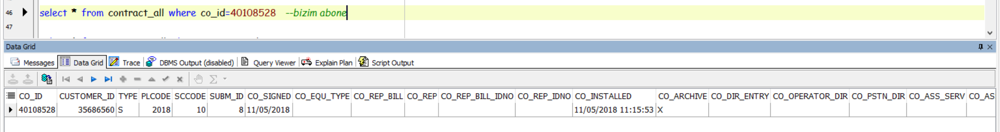 46 select * from contract_all where co_id=40108528 --bizim abone
47
Data Grid
Messages Data Grid Trace DBMS Output (disabled) Query Viewer Explain Plan Script Output
CO_ID CUSTOMER_ID TYPE PLCODE SCCODE SUBM_ID CO_SIGNED CO_EQU_TYPE CO_REP_BILL CO_REP CO_REP_BILL_IDNO CO_REP_IDNO CO_INSTALLED CO_ARCHIVE CO_DIR_ENTRY CO_OPERATOR_DIR CO_PSTN_DIR CO_ASS_SERV CO_AS
40108528 35686560 S 2018 10 8 11/05/2018 11/05/2018 11:15:53 X